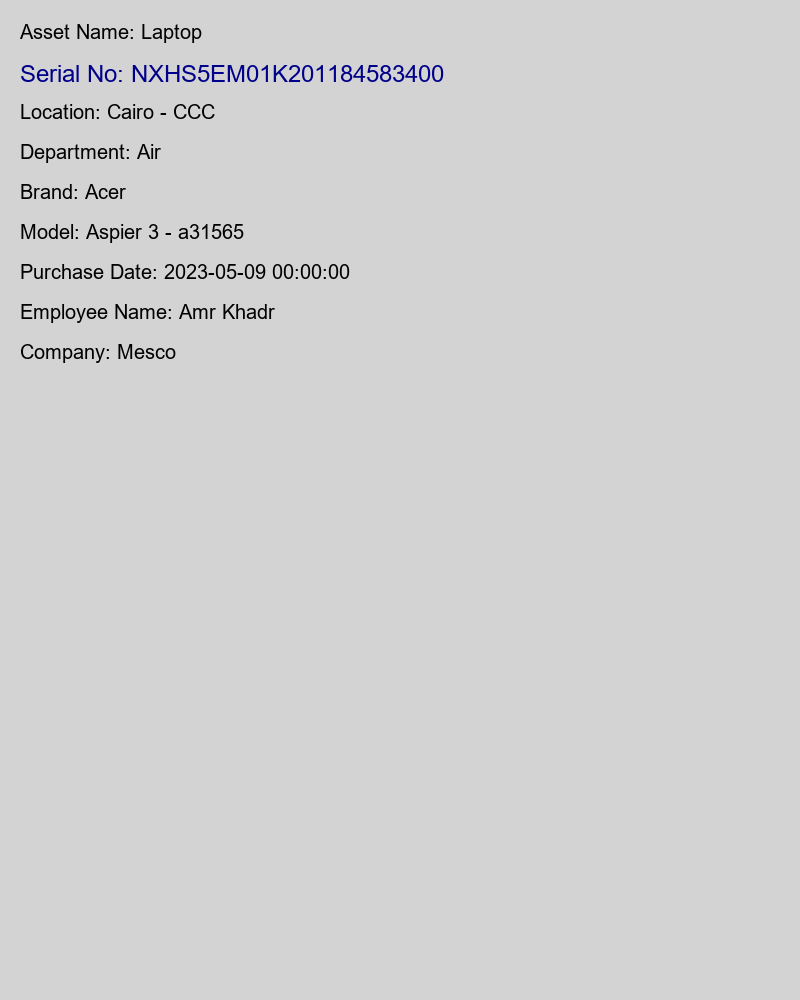 Asset Name: Laptop
Serial No: NXHS5EM01K201184583400
Location: Cairo - CCC
Department: Air
Brand: Acer
Model: Aspier 3 - a31565
Purchase Date: 2023-05-09 00:00:00
Employee Name: Amr Khadr
Company: Mesco